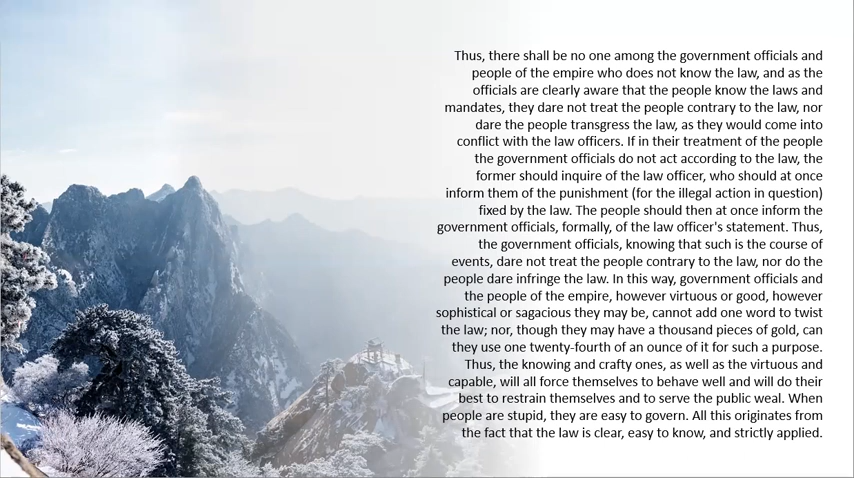 Thus, there shall be no one among the government officials and
people of the empire who does not know the law, and as the
officials are clearly aware that the people know the laws and
mandates, they dare not treat the people contrary to the law, nor
dare the people transgress the law, as they would come into
conflict with the law officers. If in their treatment of the people
the government officials do not act according to the law, the
former should inquire of the law officer, who should at once
inform them of the punishment (for the illegal action in question)
fixed by the law. The people should then at once inform the
government officials, formally, of the law officer's statement. Thus,
the government officials, knowing that such is the course of
events, dare not treat the people contrary to the law, nor do the
people dare infringe the law. In this way, government officials and
the people of the empire, however virtuous or good, however
sophistical or sagacious they may be, cannot add one word to twist
the law; nor, though they may have a thousand pieces of gold, can
they use one twenty-fourth of an ounce of it for such a purpose.
Thus, the knowing and crafty ones, as well as the virtuous and
capable, will all force themselves to behave well and will do their
best to restrain themselves and to serve the public weal. When
people are stupid, they are easy to govern. All this originates from
the fact that the law is clear, easy to know, and strictly applied.